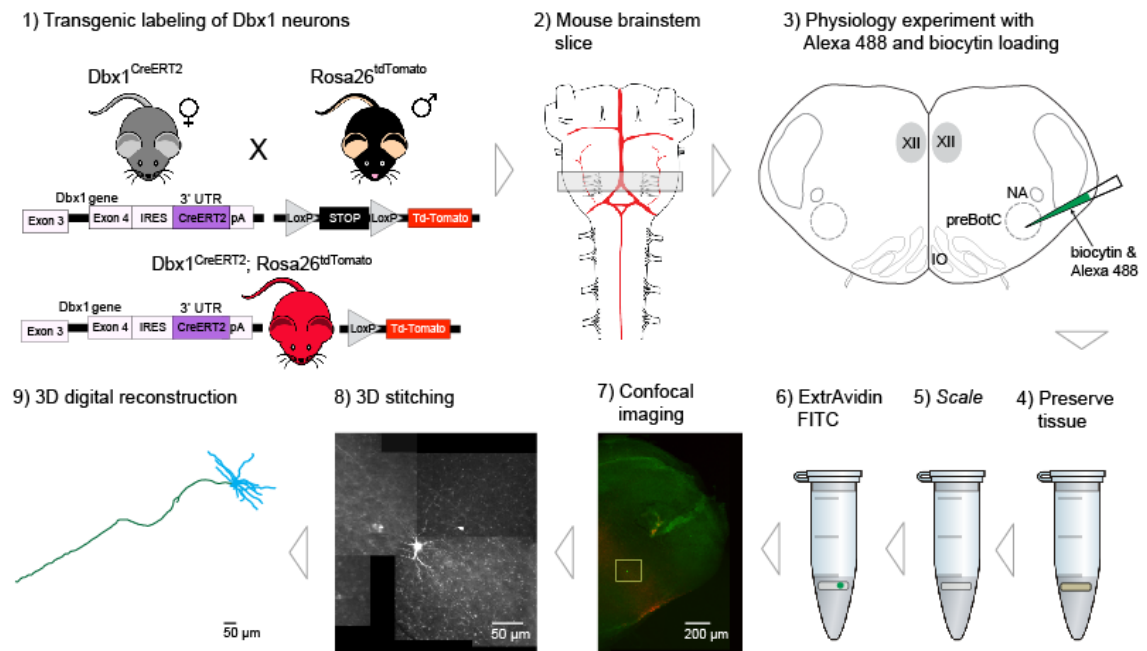 1) Transgenic labeling of Dbx1 neurons
Dbx1CreERT2
Rosa26tdTomato
♀
♂
X
Dbx1 gene
3' UTR
Exon 3
Exon 4
IRES
CreERT2
pA
LoxP
STOP
LoxP
Td-Tomato
Dbx1CreERT2; Rosa26tdTomato
Dbx1 gene
3' UTR
Exon 3
Exon 4
IRES
CreERT2
pA
LoxP
Td-Tomato
2) Mouse brainstem
slice
3) Physiology experiment with
Alexa 488 and biocytin loading
XII
XII
NA
preBotC
IO
biocytin &
Alexa 488
4) Preserve
tissue
5) Scale
6) ExtrAvidin
FITC
7) Confocal
imaging
200 µm
8) 3D stitching
50 µm
9) 3D digital reconstruction
50 µm